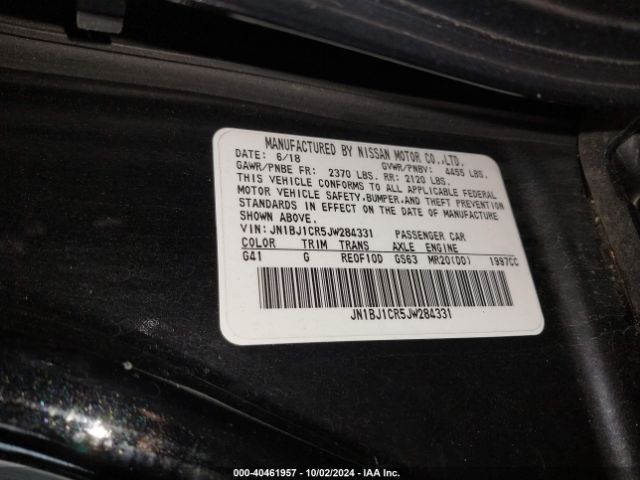 MANUFACTURED BY NISSAN MOTOR CO.,LTD.
DATE: 6/18 GVWR/PNBV: 4455 LBS.
GAWR/PNBE FR: 2370 LBS. RR: 2120 LBS.
THIS VEHICLE CONFORMS TO ALL APPLICABLE FEDERAL
MOTOR VEHICLE SAFETY,BUMPER,AND THEFT PREVENTION
STANDARDS IN EFFECT ON THE DATE OF MANUFACTURE
SHOWN ABOVE.
VIN: JN1BJ1CR5JW284331 PASSENGER CAR
COLOR TRIM TRANS AXLE ENGINE
G41 G RE0F10D GS63 MR20(DD) 1997CC
JN1BJ1CR5JW284331
000-40461957 - 10/02/2024 - IAA Inc.